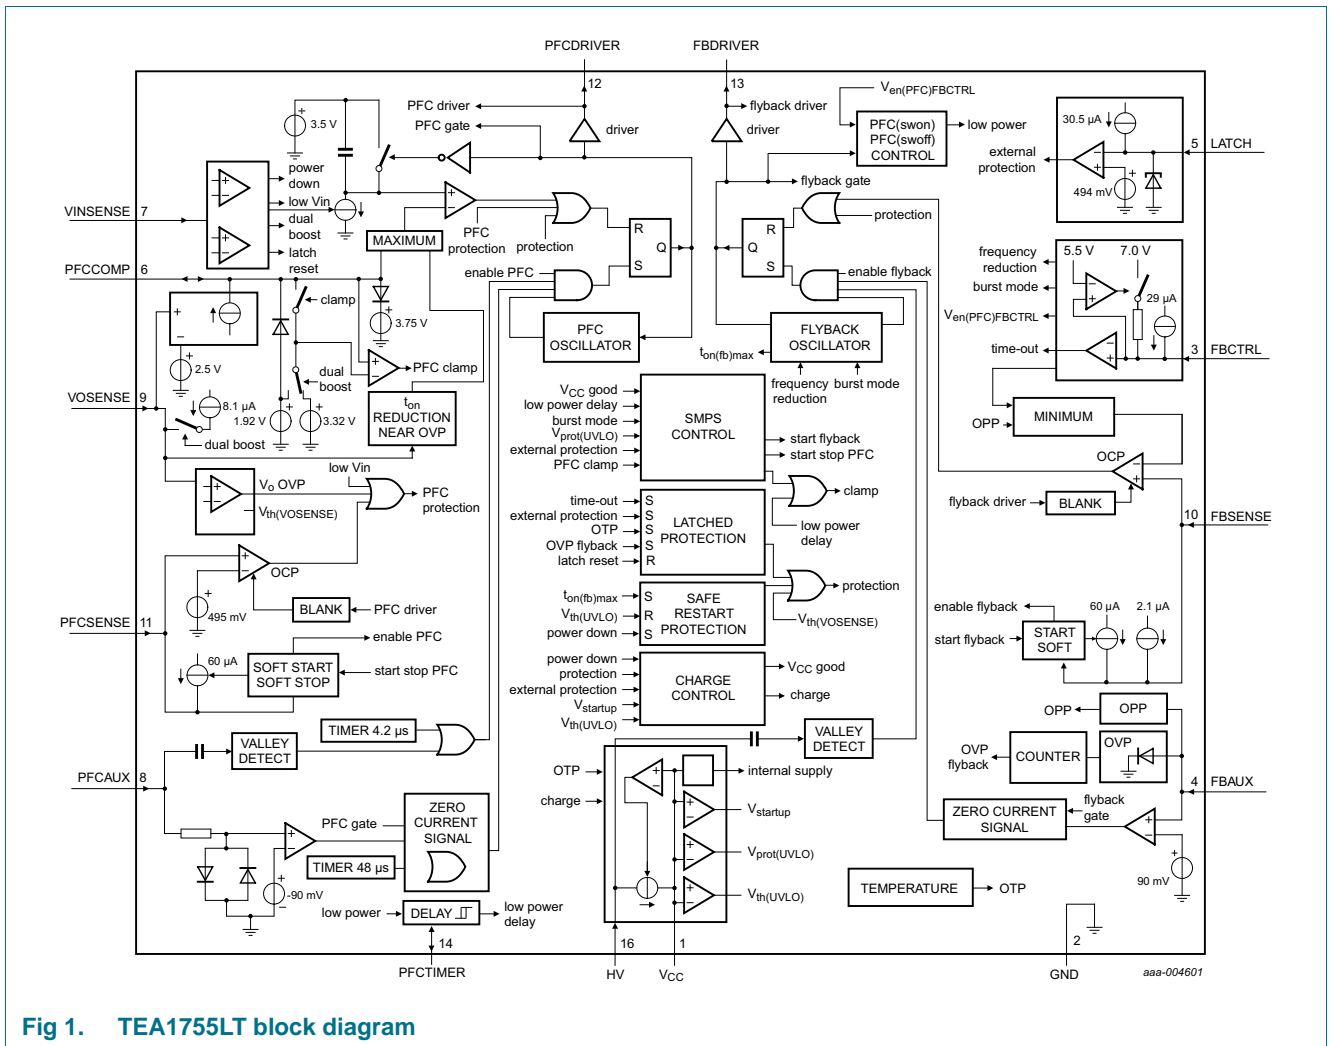 PFCDRIVER
FBDRIVER
12
13
PFC driver
PFC gate
driver
flyback driver
driver
Ven(PFC)FBCTRL
PFC(swon)
PFC(swoff)
CONTROL
low power
flyback gate
30.5 µA
external
protection
494 mV
5
LATCH
3.5 V
power
down
low Vin
dual
boost
latch
reset
VINSENSE
7
MAXIMUM
PFC
protection
protection
R
S
Q
R
S
Q
protection
PFCCOMP
6
enable PFC
enable flyback
clamp
3.75 V
PFC
OSCILLATOR
FLYBACK
OSCILLATOR
ton(fb)max
frequency
reduction
burst mode
frequency
reduction
burst mode
Ven(PFC)FBCTRL
time-out
5.5 V
7.0 V
29 µA
3
FBCTRL
2.5 V
PFC clamp
dual
boost
VOSENSE
9
8.1 µA
1.92 V
3.32 V
dual boost
ton
REDUCTION
NEAR OVP
VCC good
low power delay
burst mode
Vprot(UVLO)
external protection
PFC clamp
SMPS
CONTROL
start flyback
start stop PFC
clamp
low power
delay
OPP
MINIMUM
OCP
flyback driver
BLANK
10
FBSENSE
low Vin
Vo OVP
Vth(VOSENSE)
PFC
protection
time-out
external protection
OTP
OVP flyback
latch reset
S
S
S
S
R
LATCHED
PROTECTION
OCP
495 mV
BLANK
PFC driver
PFCSENSE
11
enable PFC
60 µA
SOFT START
SOFT STOP
start stop PFC
ton(fb)max
Vth(UVLO)
power down
S
R
S
SAFE
RESTART
PROTECTION
protection
Vth(VOSENSE)
power down
protection
external protection
Vstartup
Vth(UVLO)
CHARGE
CONTROL
VCC good
charge
enable flyback
start flyback
START
SOFT
60 µA
2.1 µA
TIMER 4.2 µs
VALLEY
DETECT
VALLEY
DETECT
OPP
OPP
OVP
flyback
COUNTER
OVP
PFCAUX
8
4
FBAUX
OTP
charge
internal supply
Vstartup
Vprot(UVLO)
Vth(UVLO)
ZERO
CURRENT
SIGNAL
PFC gate
TIMER 48 µs
-90 mV
ZERO CURRENT
SIGNAL
flyback
gate
90 mV
TEMPERATURE
OTP
low power
DELAY
low power
delay
14
16
1
2
PFCTIMER
HV
VCC
GND
aaa-004601
Fig 1. TEA1755LT block diagram